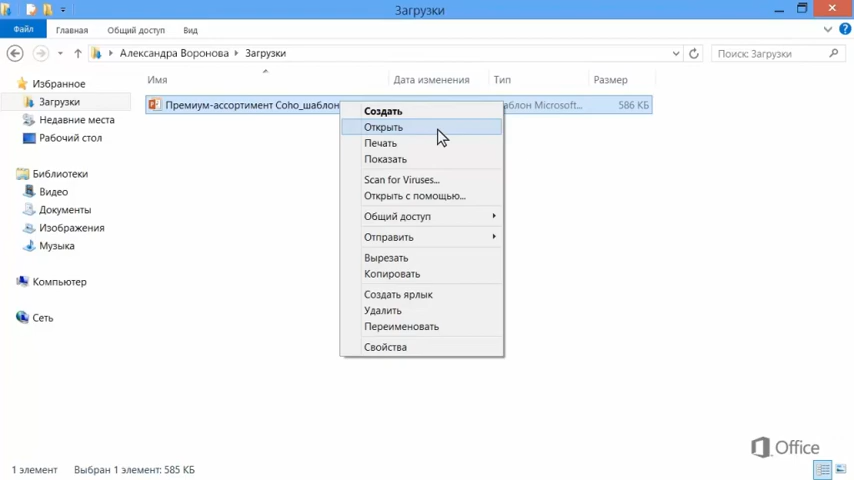 Загрузки
Файл
Главная
Общий доступ
Вид
Александра Воронова
Загрузки
Поиск: Загрузки
Имя
Дата изменения
Тип
Размер
Избранное
Загрузки
Недавние места
Рабочий стол
Библиотеки
Видео
Документы
Изображения
Музыка
Компьютер
Сеть
Премиум-ассортимент Coho_шаблон
Microsoft...
586 КБ
Создать
Открыть
Печать
Показать
Scan for Viruses...
Открыть с помощью...
Общий доступ
Отправить
Вырезать
Копировать
Создать ярлык
Удалить
Переименовать
Свойства
Office
1 элемент
Выбран 1 элемент: 585 КБ